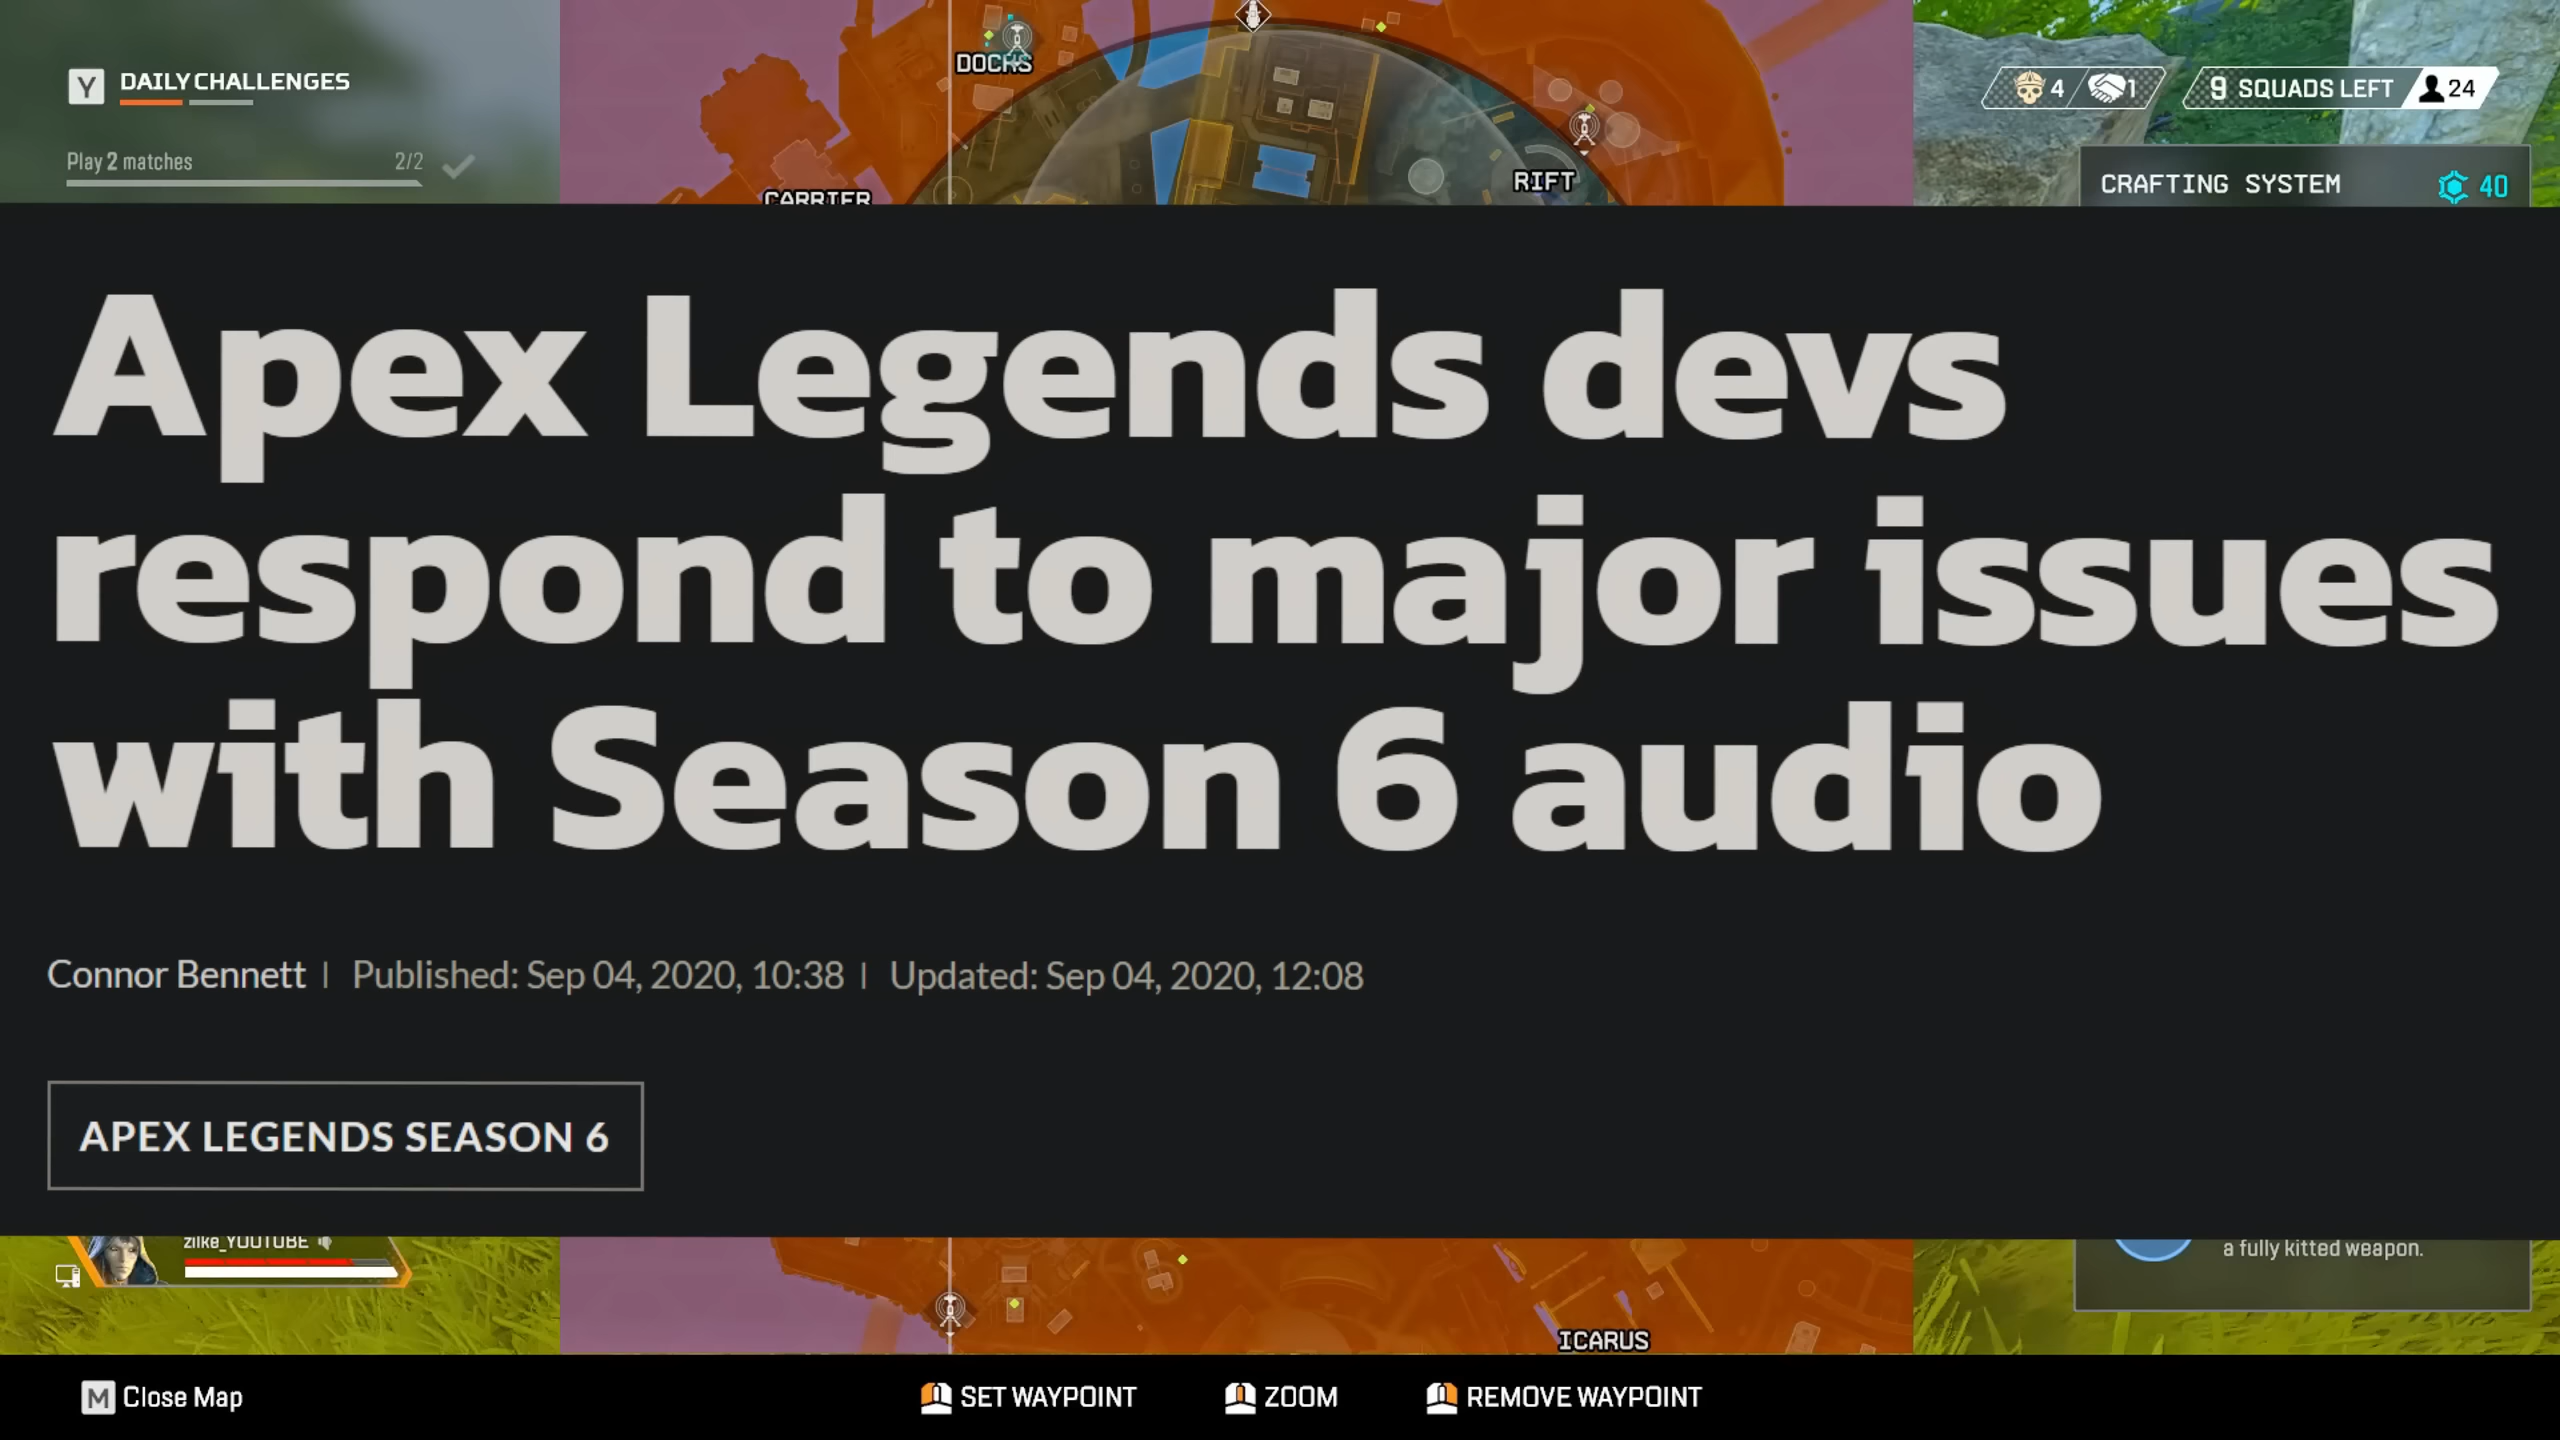 Y DAILY CHALLENGES
Play 2 matches 2/2
DOCKS
CARRIER
RIFT
4 1 9 SQUADS LEFT 24
CRAFTING SYSTEM 40
Apex Legends devs
respond to major issues
with Season 6 audio
Connor Bennett | Published: Sep 04, 2020, 10:38 | Updated: Sep 04, 2020, 12:08
APEX LEGENDS SEASON 6
zilke_YOUTUBE
a fully kitted weapon.
ICARUS
M Close Map
SET WAYPOINT
ZOOM
REMOVE WAYPOINT